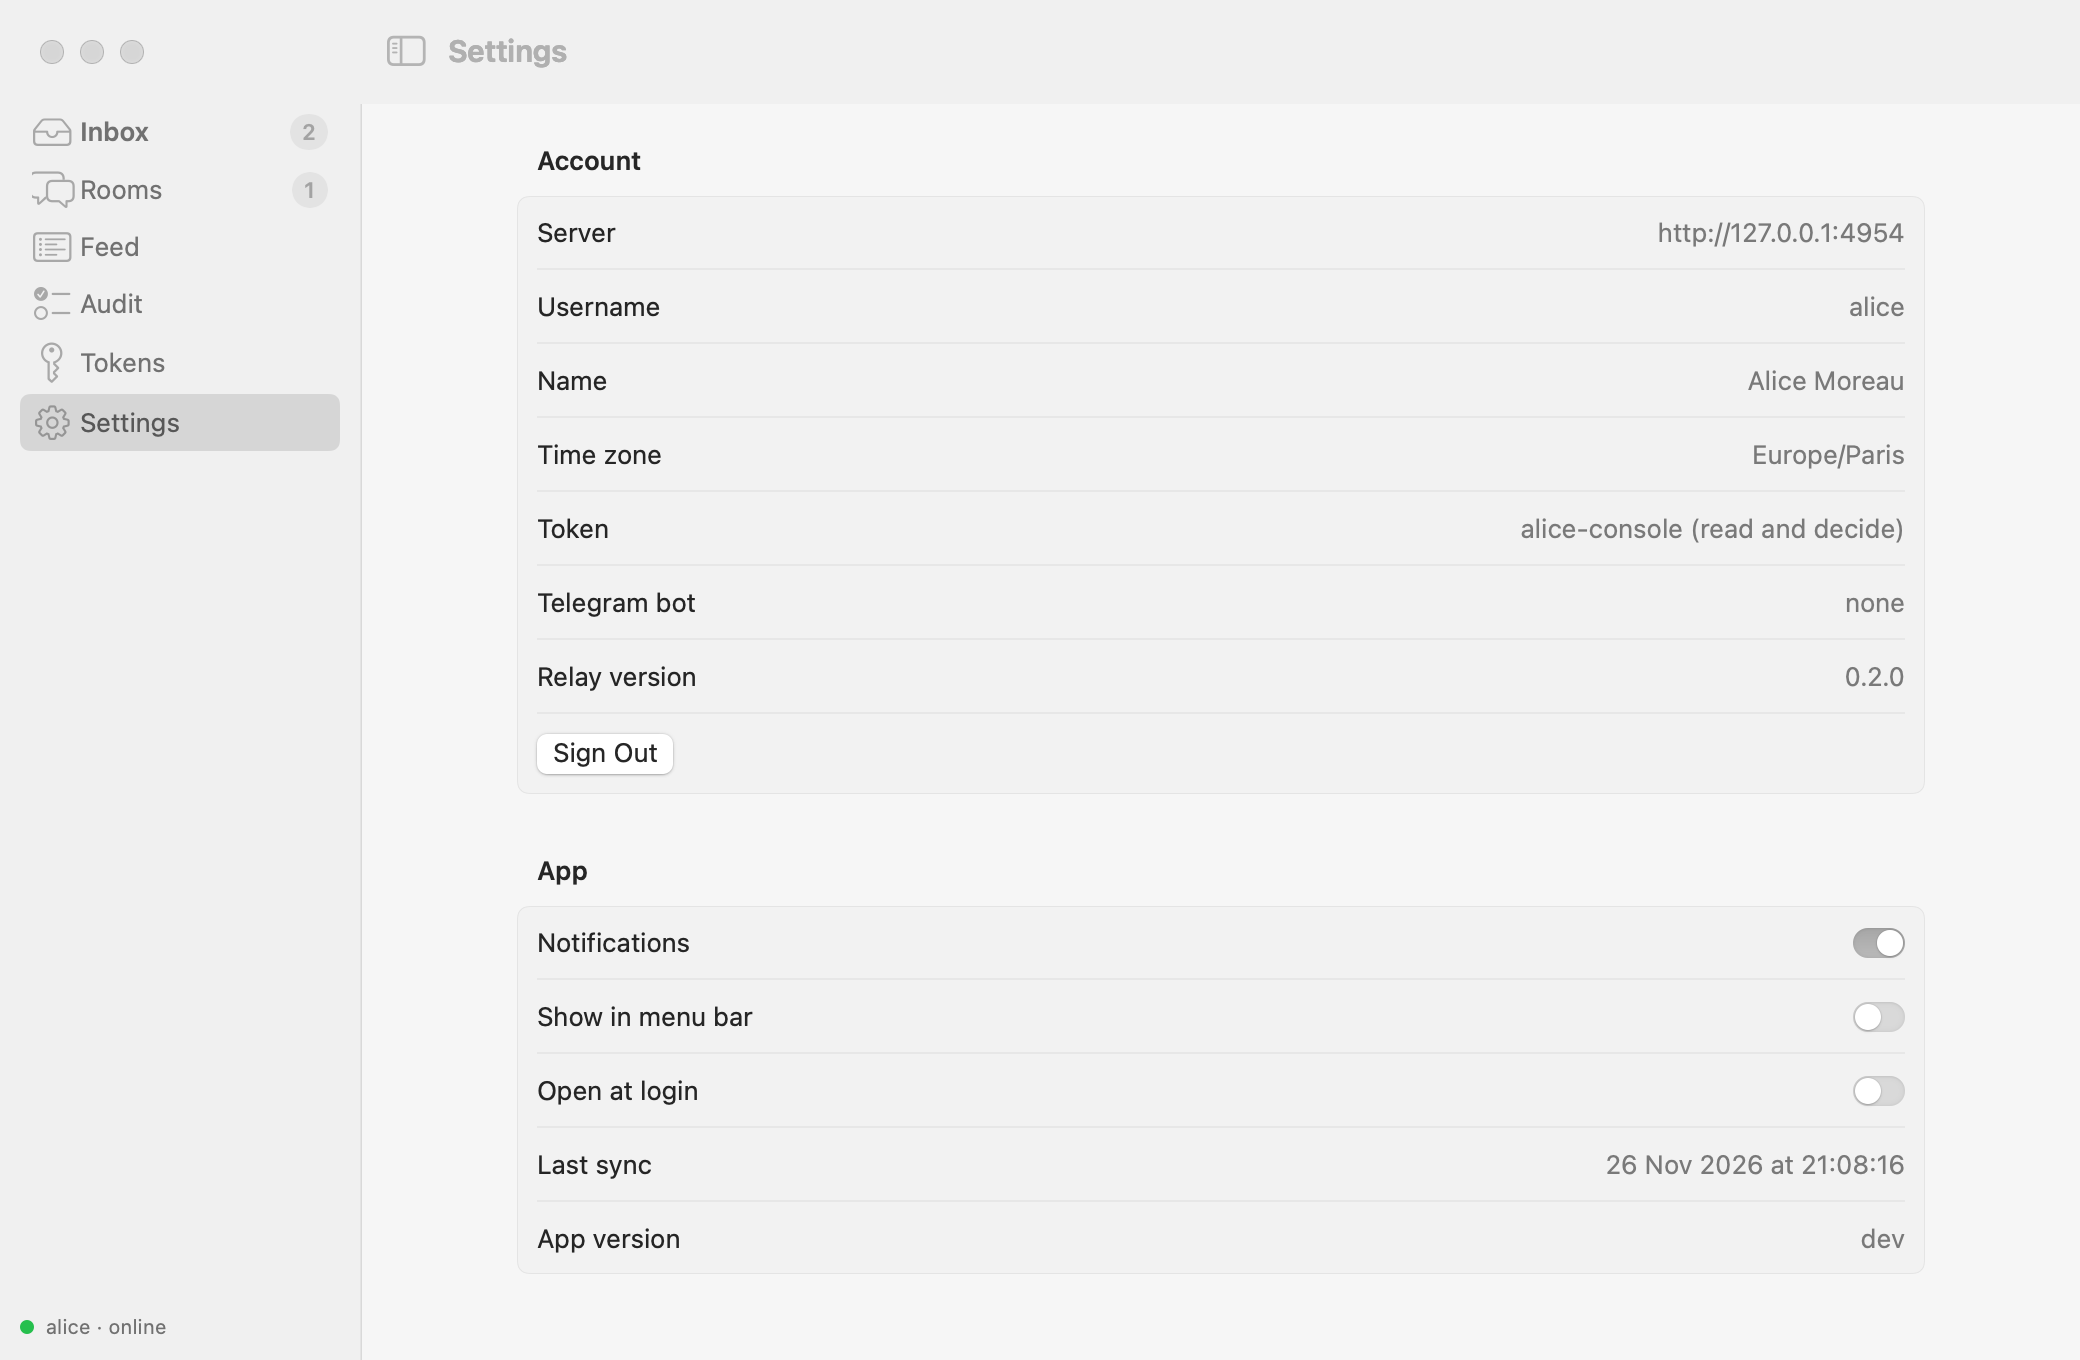 Settings
Inbox 2
Rooms 1
Feed
Audit
Tokens
Settings
Account
Server http://127.0.0.1:4954
Username alice
Name Alice Moreau
Time zone Europe/Paris
Token alice-console (read and decide)
Telegram bot none
Relay version 0.2.0
Sign Out
App
Notifications
Show in menu bar
Open at login
Last sync 26 Nov 2026 at 21:08:16
App version dev
alice · online